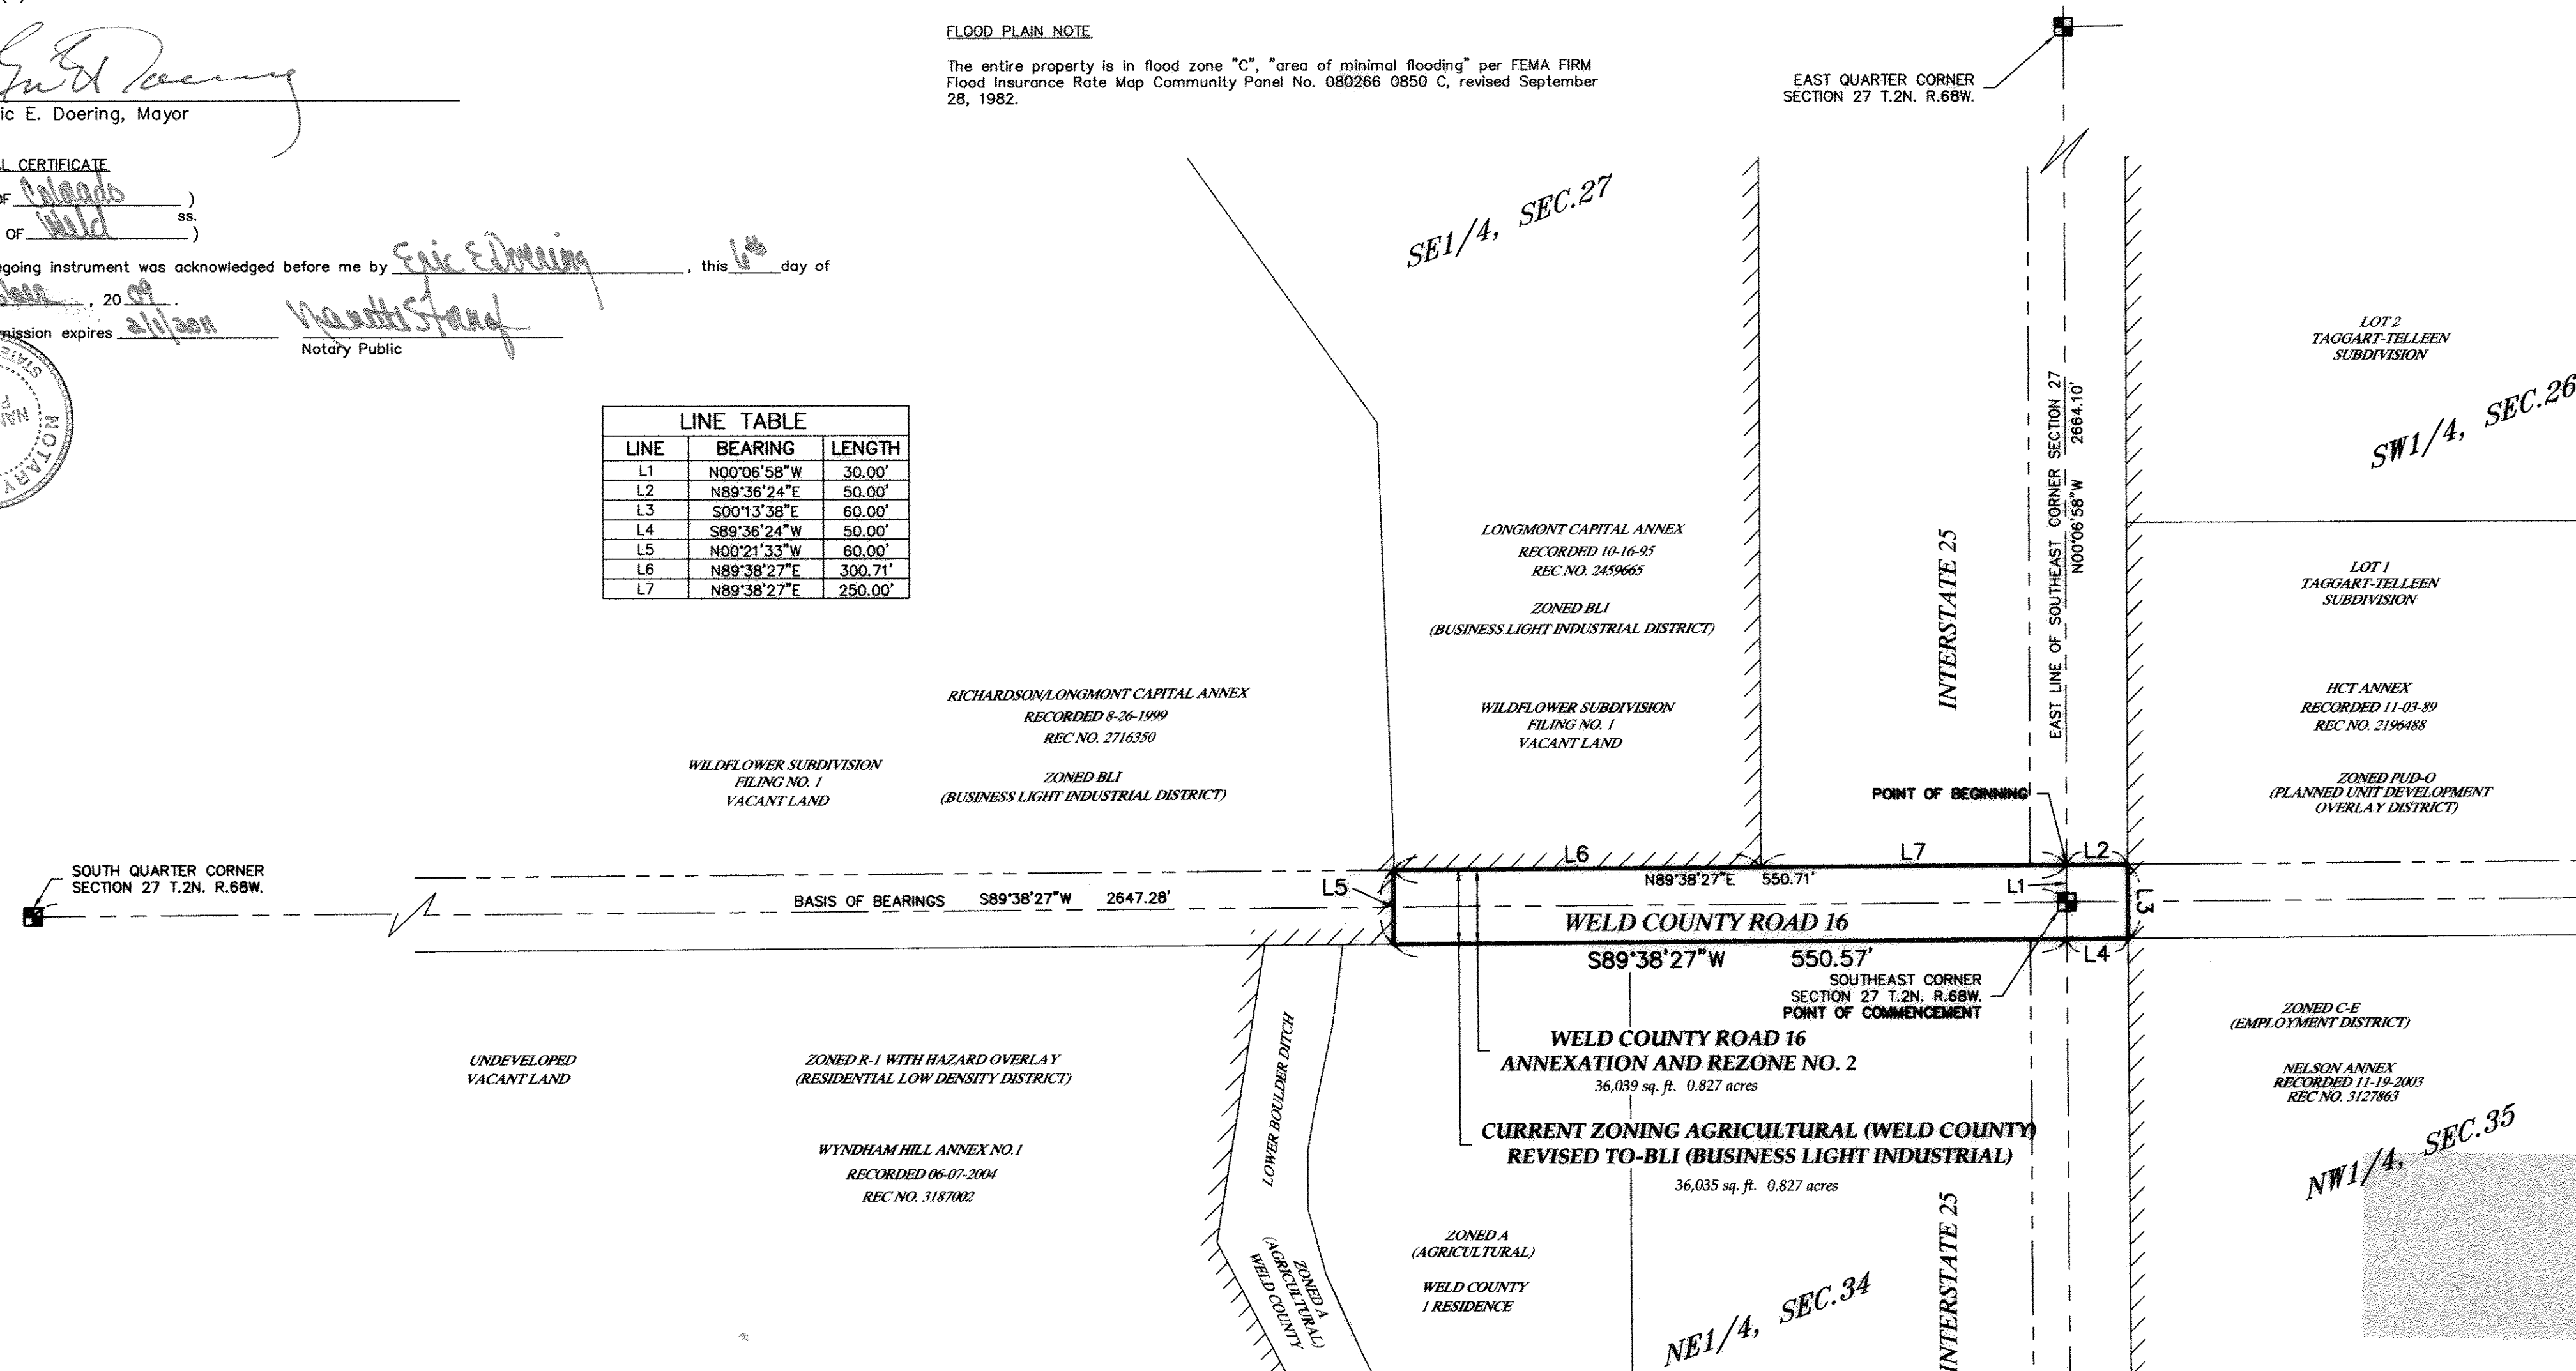 ic E. Doering, Mayor
L CERTIFICATE
OF Colorado )
ss.
OF Weld )
egoing instrument was acknowledged before me by Eric E Doering , this 6th day of
, 20 09 .
mission expires 2/1/2011
Notary Public
STATE
NOTARY
FLOOD PLAIN NOTE
The entire property is in flood zone "C", "area of minimal flooding" per FEMA FIRM
Flood Insurance Rate Map Community Panel No. 080266 0850 C, revised September
28, 1982.
EAST QUARTER CORNER
SECTION 27 T.2N. R.68W.
LINE TABLE
LINE BEARING LENGTH
L1 N00°06'58"W 30.00'
L2 N89°36'24"E 50.00'
L3 S00°13'38"E 60.00'
L4 S89°36'24"W 50.00'
L5 N00°21'33"W 60.00'
L6 N89°38'27"E 300.71'
L7 N89°38'27"E 250.00'
SE1/4, SEC.27
LOT 2
TAGGART-TELLEEN
SUBDIVISION
SW1/4, SEC.26
LONGMONT CAPITAL ANNEX
RECORDED 10-16-95
REC NO. 2459665
ZONED BLI
(BUSINESS LIGHT INDUSTRIAL DISTRICT)
WILDFLOWER SUBDIVISION
FILING NO. 1
VACANT LAND
INTERSTATE 25
EAST LINE OF SOUTHEAST CORNER SECTION 27
N00°06'58"W 2664.10'
LOT 1
TAGGART-TELLEEN
SUBDIVISION
HCT ANNEX
RECORDED 11-03-89
REC NO. 2196488
ZONED PUD-O
(PLANNED UNIT DEVELOPMENT
OVERLAY DISTRICT)
RICHARDSON/LONGMONT CAPITAL ANNEX
RECORDED 8-26-1999
REC NO. 2716350
ZONED BLI
(BUSINESS LIGHT INDUSTRIAL DISTRICT)
WILDFLOWER SUBDIVISION
FILING NO. 1
VACANT LAND
POINT OF BEGINNING
SOUTH QUARTER CORNER
SECTION 27 T.2N. R.68W.
BASIS OF BEARINGS S89°38'27"W 2647.28'
L5
L6
L7
L2
N89°38'27"E 550.71'
L1
L3
WELD COUNTY ROAD 16
S89°38'27"W 550.57'
L4
SOUTHEAST CORNER
SECTION 27 T.2N. R.68W.
POINT OF COMMENCEMENT
WELD COUNTY ROAD 16
ANNEXATION AND REZONE NO. 2
36,039 sq. ft. 0.827 acres
CURRENT ZONING AGRICULTURAL (WELD COUNTY)
REVISED TO-BLI (BUSINESS LIGHT INDUSTRIAL)
36,035 sq. ft. 0.827 acres
UNDEVELOPED
VACANT LAND
ZONED R-1 WITH HAZARD OVERLAY
(RESIDENTIAL LOW DENSITY DISTRICT)
WYNDHAM HILL ANNEX NO.1
RECORDED 06-07-2004
REC NO. 3187002
LOWER BOULDER DITCH
ZONED A
(AGRICULTURAL)
WELD COUNTY
ZONED A
(AGRICULTURAL)
WELD COUNTY
1 RESIDENCE
NE1/4, SEC.34
INTERSTATE 25
ZONED C-E
(EMPLOYMENT DISTRICT)
NELSON ANNEX
RECORDED 11-19-2003
REC NO. 3127863
NW1/4, SEC.35